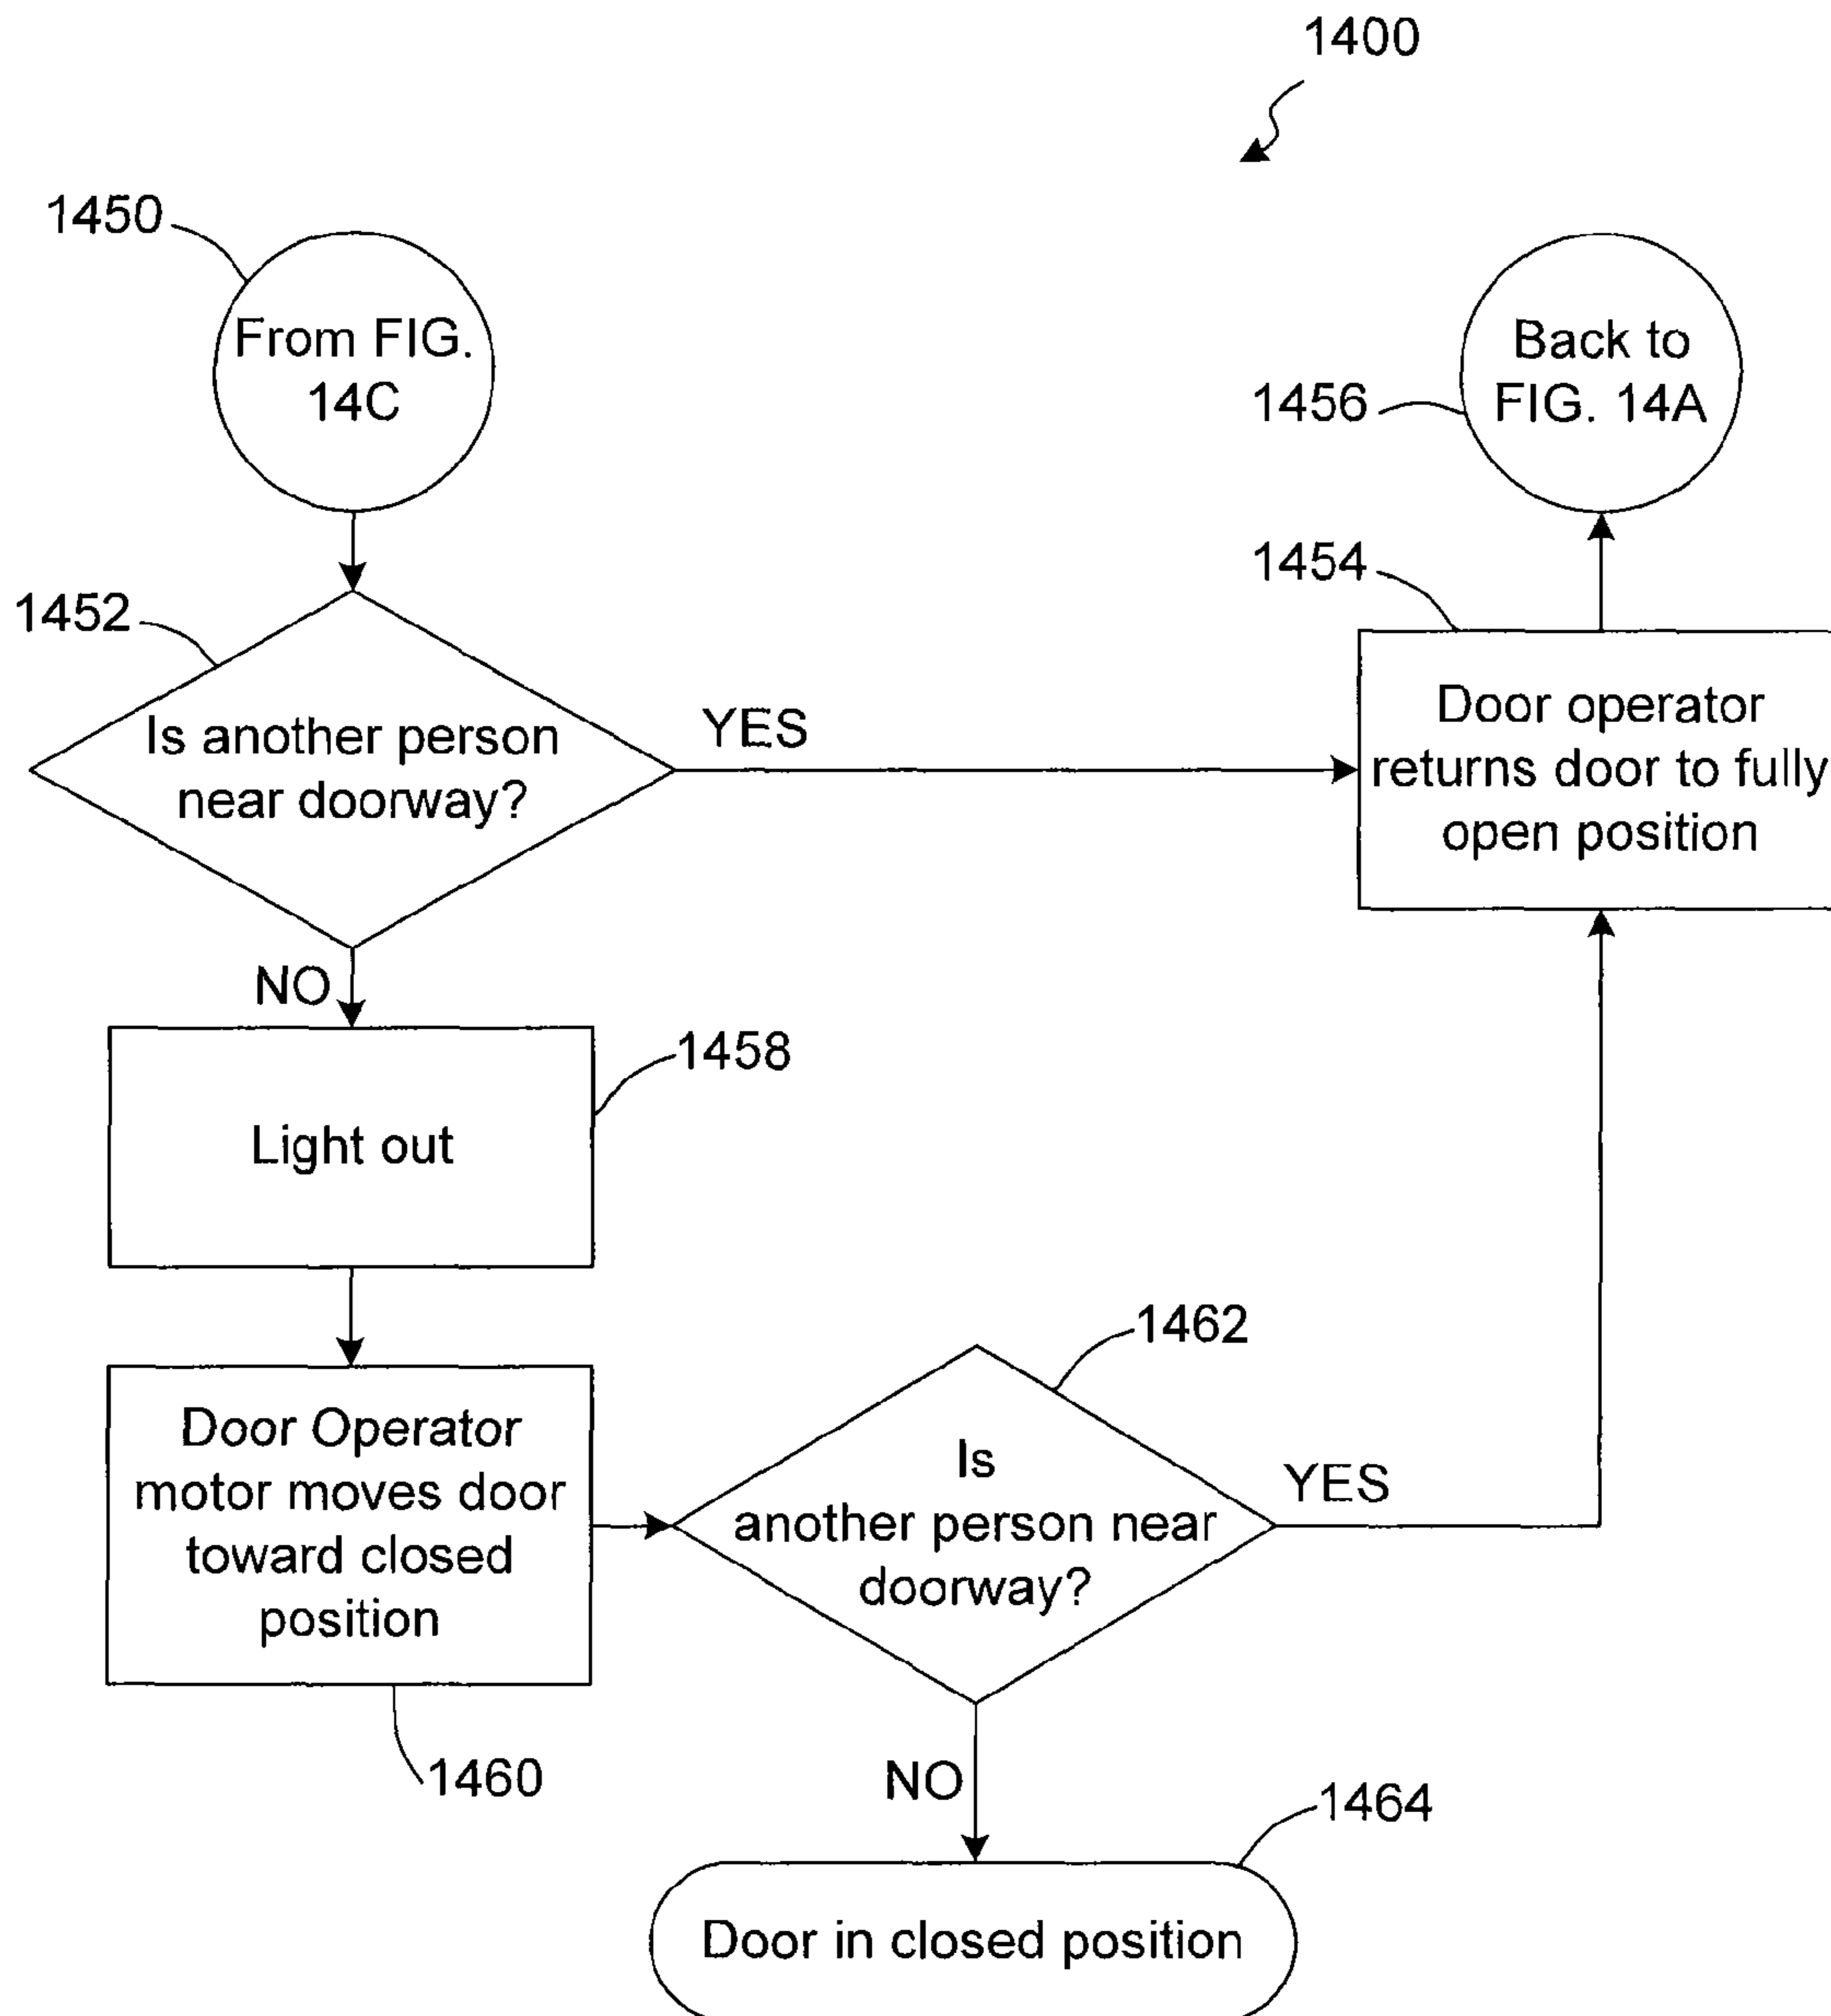 1400
1450
From FIG.
14C
Back to
FIG. 14A
1456
1454
1452
Is another person
near doorway?
YES
Door operator
returns door to fully
open position
NO
1458
Light out
1462
Door Operator
motor moves door
toward closed
position
Is
another person near
doorway?
YES
1460
NO
1464
Door in closed position